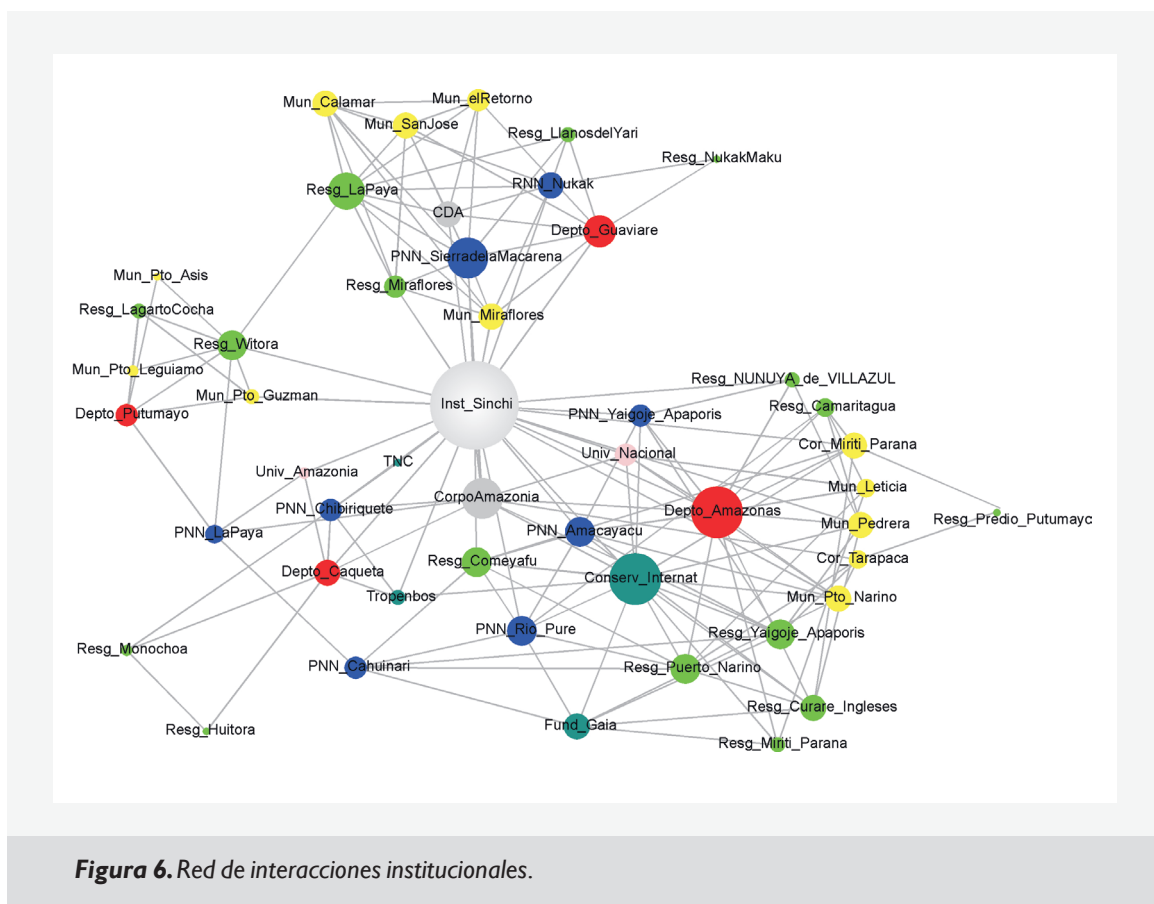 Mun_Calamar
Mun_elRetorno
Mun_SanJose
Resg_LlanosdelYari
Resg_NukakMaku
Resg_LaPaya
RNN_Nukak
CDA
Depto_Guaviare
PNN_SierradelaMacarena
Mun_Pto_Asis
Resg_Miraflores
Resg_LagartoCocha
Mun_Miraflores
Resg_Witora
Mun_Pto_Leguiamo
Resg_NUNUYA_de_VILLAZUL
Mun_Pto_Guzman
Inst_Sinchi
Resg_Camaritagua
Depto_Putumayo
PNN_Yaigoje_Apaporis
Cor_Miriti_Parana
Univ_Nacional
TNC
Univ_Amazonia
Mun_Leticia
CorpoAmazonia
PNN_Chibiriquete
Depto_Amazonas
Resg_Predio_Putumayc
Mun_Pedrera
PNN_LaPaya
PNN_Amacayacu
Cor_Tarapaca
Resg_Comeyafu
Depto_Caqueta
Conserv_Internat
Tropenbos
Mun_Pto_Narino
PNN_Rio_Pure
Resg_Yaigoje_Apaporis
Resg_Monochoa
PNN_Cahuinari
Resg_Puerto_Narino
Resg_Curare_Ingleses
Fund_Gaia
Resg_Huitora
Resg_Miriti_Parana
Figura 6. Red de interacciones institucionales.